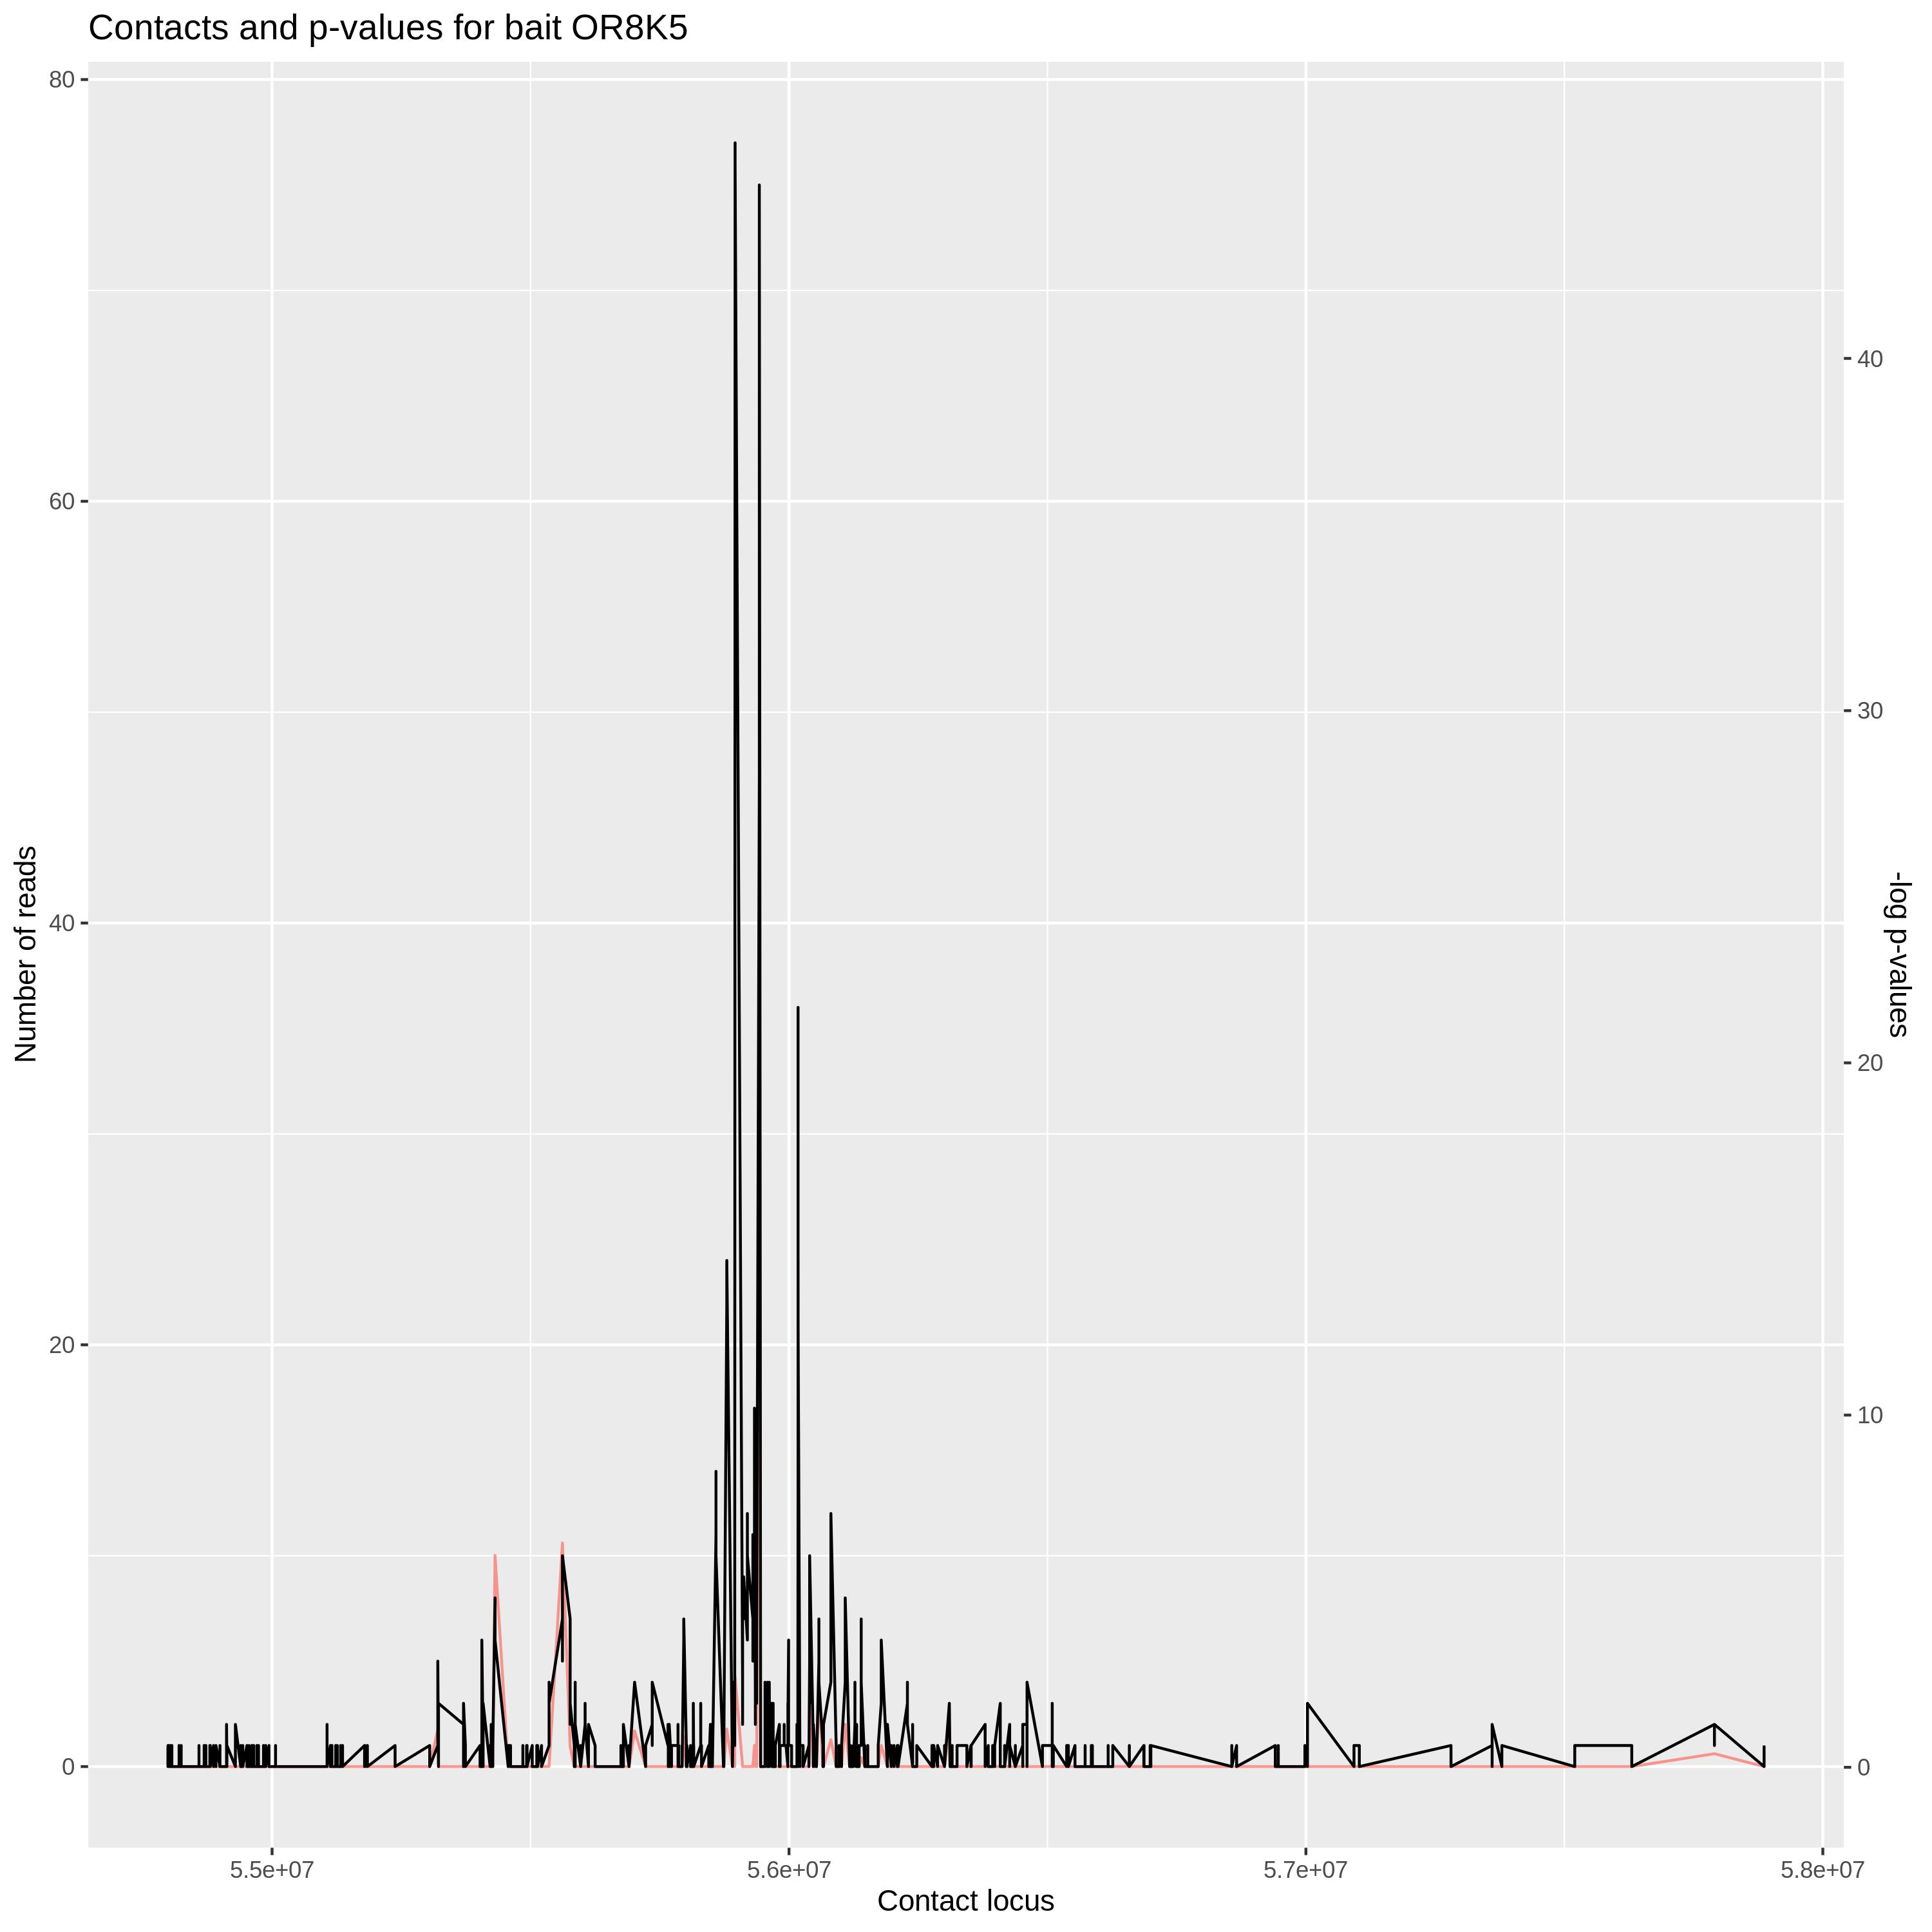 Contacts and p-values for bait OR8K5
80
60
40
20
0
Number of reads
40
30
20
10
0
-log p-values
5.5e+07
5.6e+07
5.7e+07
5.8e+07
Contact locus